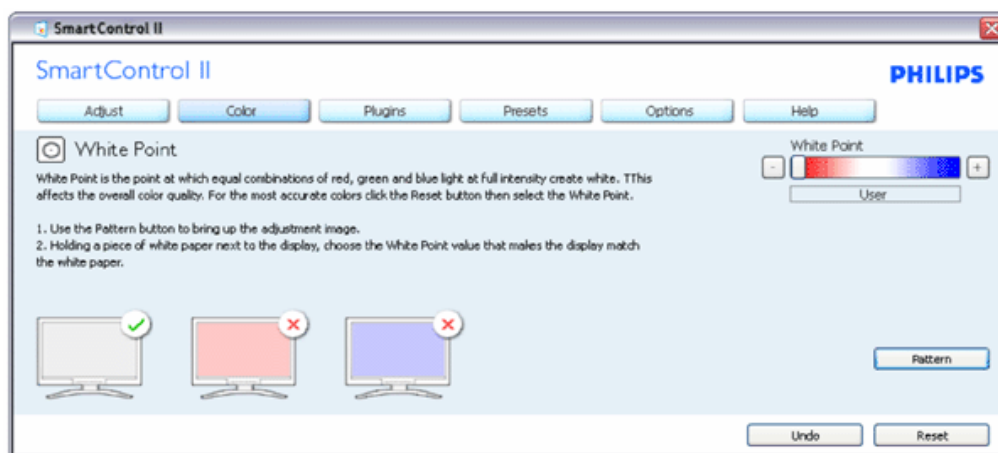 SmartControl II
SmartControl II
PHILIPS
Adjust
Color
Plugins
Presets
Options
Help
White Point
White Point is the point at which equal combinations of red, green and blue light at full intensity create white. TThis
affects the overall color quality. For the most accurate colors click the Reset button then select the White Point.
1. Use the Pattern button to bring up the adjustment image.
2. Holding a piece of white paper next to the display, choose the White Point value that makes the display match
the white paper.
White Point
- +
User
Pattern
Undo
Reset